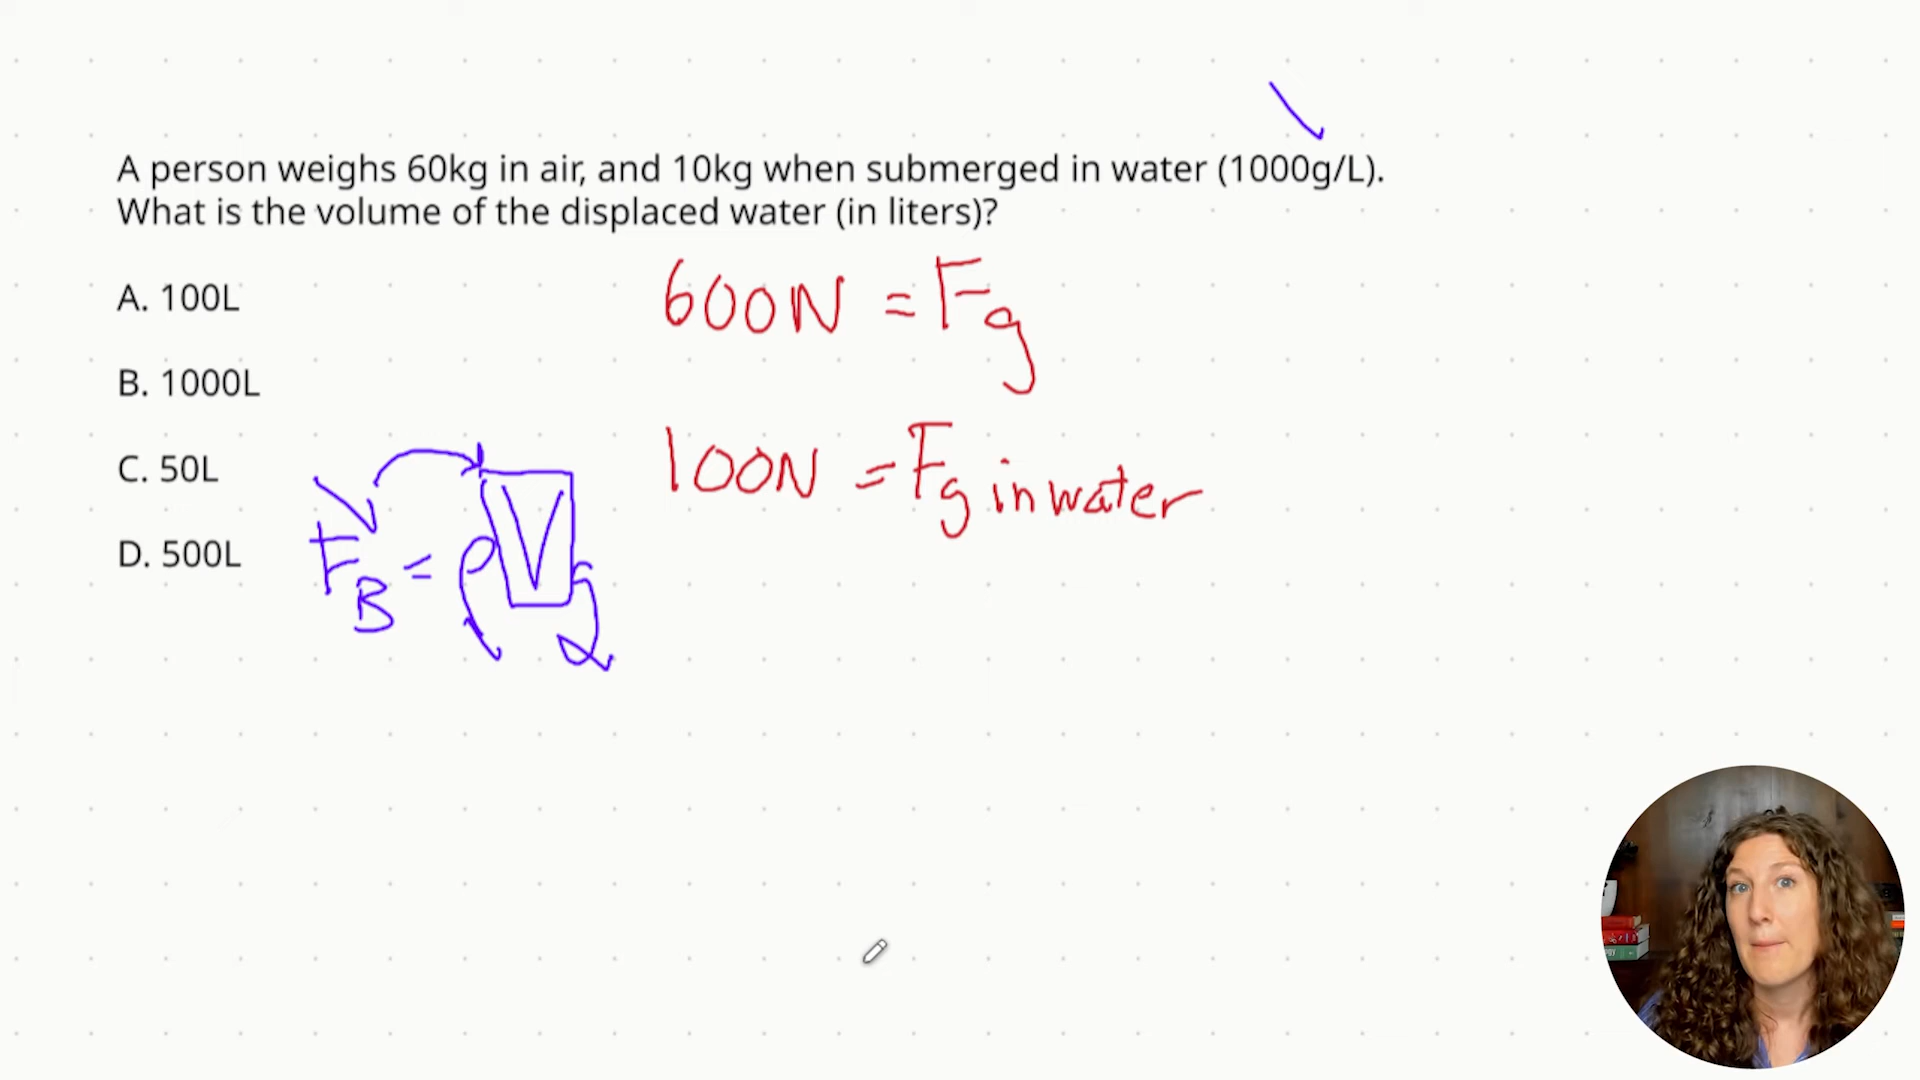 A person weighs 60kg in air, and 10kg when submerged in water (1000g/L).
What is the volume of the displaced water (in liters)?
A. 100L
B. 1000L
C. 50L
D. 500L
600N = Fg
100N = Fg in water
FB = ρVg